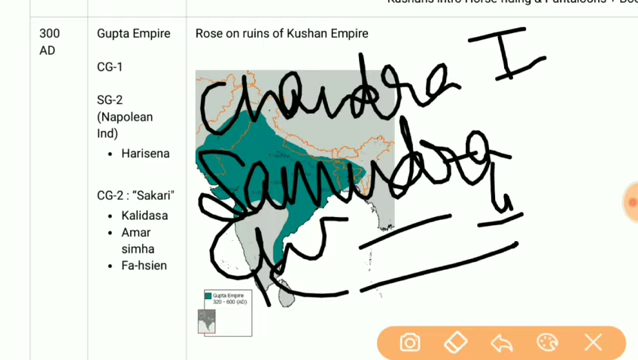 Kushans intro Horse riding & Pantaloons +
300 AD
Gupta Empire
Rose on ruins of Kushan Empire
CG-1
SG-2
(Napolean
Ind)
• Harisena
CG-2 : "Sakari"
• Kalidasa
• Amar
simha
• Fa-hsien
Chandra I
Samudra
Gupta Empire
320 - 600 (AD)